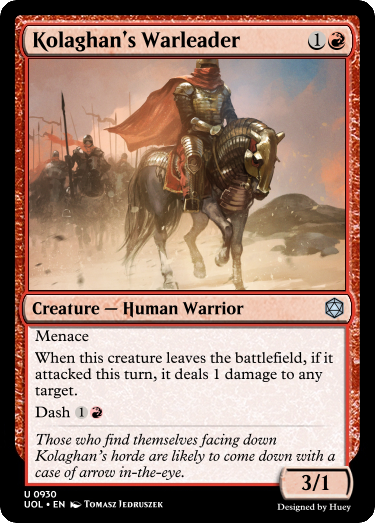 Kolaghan's Warleader 1
Creature — Human Warrior
Menace
When this creature leaves the battlefield, if it
attacked this turn, it deals 1 damage to any
target.
Dash 1
Those who find themselves facing down
Kolaghan's horde are likely to come down with a
case of arrow in-the-eye.
3/1
U 0930
UOL • EN Tomasz Jedruszek
Designed by Huey